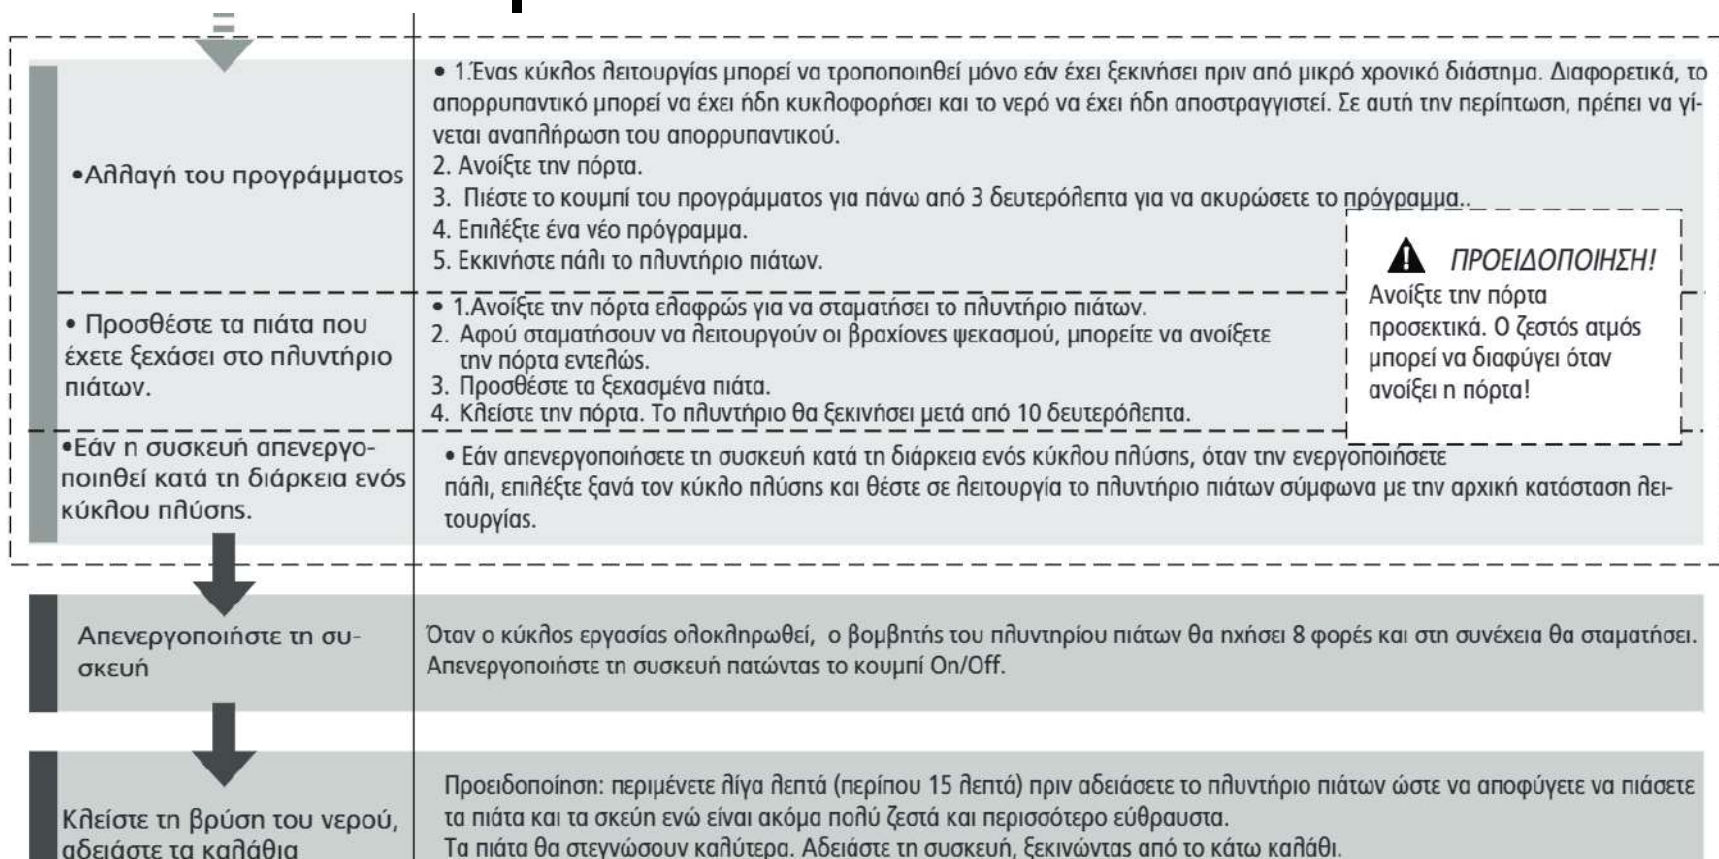 •Αλλαγή του προγράμματος
• 1.Ένας κύκλος λειτουργίας μπορεί να τροποποιηθεί μόνο εάν έχει ξεκινήσει πριν από μικρό χρονικό διάστημα. Διαφορετικά, το
απορρυπαντικό μπορεί να έχει ήδη κυκλοφορήσει και το νερό να έχει ήδη αποστραγγιστεί. Σε αυτή την περίπτωση, πρέπει να γί-
νεται αναπλήρωση του απορρυπαντικού.
2. Ανοίξτε την πόρτα.
3. Πιέστε το κουμπί του προγράμματος για πάνω από 3 δευτερόλεπτα για να ακυρώσετε το πρόγραμμα..
4. Επιλέξτε ένα νέο πρόγραμμα.
5. Εκκινήστε πάλι το πλυντήριο πιάτων.
ΠΡΟΕΙΔΟΠΟΙΗΣΗ!
Ανοίξτε την πόρτα
προσεκτικά. Ο ζεστός ατμός
μπορεί να διαφύγει όταν
ανοίξει η πόρτα!
• Προσθέστε τα πιάτα που
έχετε ξεχάσει στο πλυντήριο
πιάτων.
• 1.Ανοίξτε την πόρτα ελαφρώς για να σταματήσει το πλυντήριο πιάτων.
2. Αφού σταματήσουν να λειτουργούν οι βραχίονες ψεκασμού, μπορείτε να ανοίξετε
την πόρτα εντελώς.
3. Προσθέστε τα ξεχασμένα πιάτα.
4. Κλείστε την πόρτα. Το πλυντήριο θα ξεκινήσει μετά από 10 δευτερόλεπτα.
•Εάν η συσκευή απενεργο-
ποιηθεί κατά τη διάρκεια ενός
κύκλου πλύσης.
• Εάν απενεργοποιήσετε τη συσκευή κατά τη διάρκεια ενός κύκλου πλύσης, όταν την ενεργοποιήσετε
πάλι, επιλέξτε ξανά τον κύκλο πλύσης και θέστε σε λειτουργία το πλυντήριο πιάτων σύμφωνα με την αρχική κατάσταση λει-
τουργίας.
Απενεργοποιήστε τη συ-
σκευή
Όταν ο κύκλος εργασίας ολοκληρωθεί, ο βομβητής του πλυντηρίου πιάτων θα ηχήσει 8 φορές και στη συνέχεια θα σταματήσει.
Απενεργοποιήστε τη συσκευή πατώντας το κουμπί On/Off.
Κλείστε τη βρύση του νερού,
αδειάστε τα καλάθια
Προειδοποίηση: περιμένετε λίγα λεπτά (περίπου 15 λεπτά) πριν αδειάσετε το πλυντήριο πιάτων ώστε να αποφύγετε να πιάσετε
τα πιάτα και τα σκεύη ενώ είναι ακόμα πολύ ζεστά και περισσότερο εύθραυστα.
Τα πιάτα θα στεγνώσουν καλύτερα. Αδειάστε τη συσκευή, ξεκινώντας από το κάτω καλάθι.